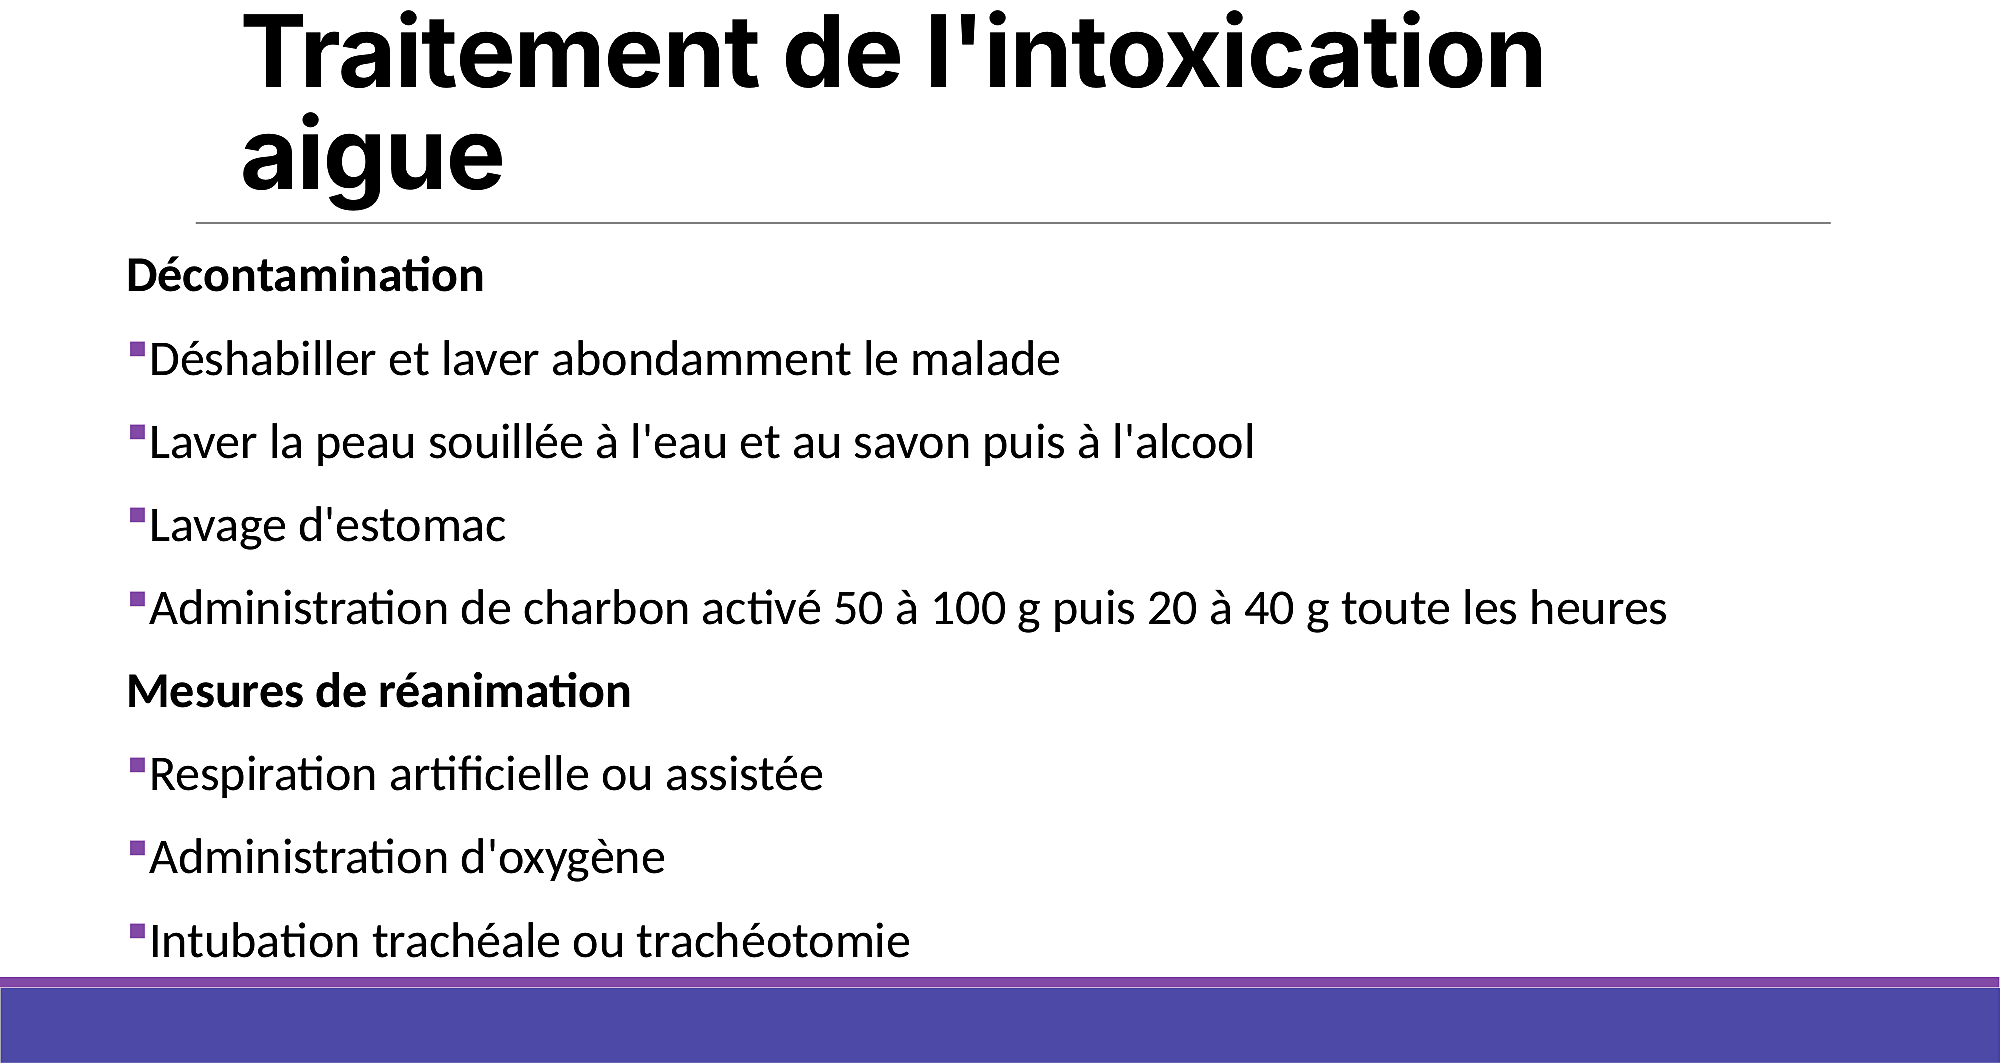 Traitement de l'intoxication
aigue
Décontamination
▪Déshabiller et laver abondamment le malade
▪Laver la peau souillée à l'eau et au savon puis à l'alcool
▪Lavage d'estomac
▪Administration de charbon activé 50 à 100 g puis 20 à 40 g toute les heures
Mesures de réanimation
▪Respiration artificielle ou assistée
▪Administration d'oxygène
▪Intubation trachéale ou trachéotomie